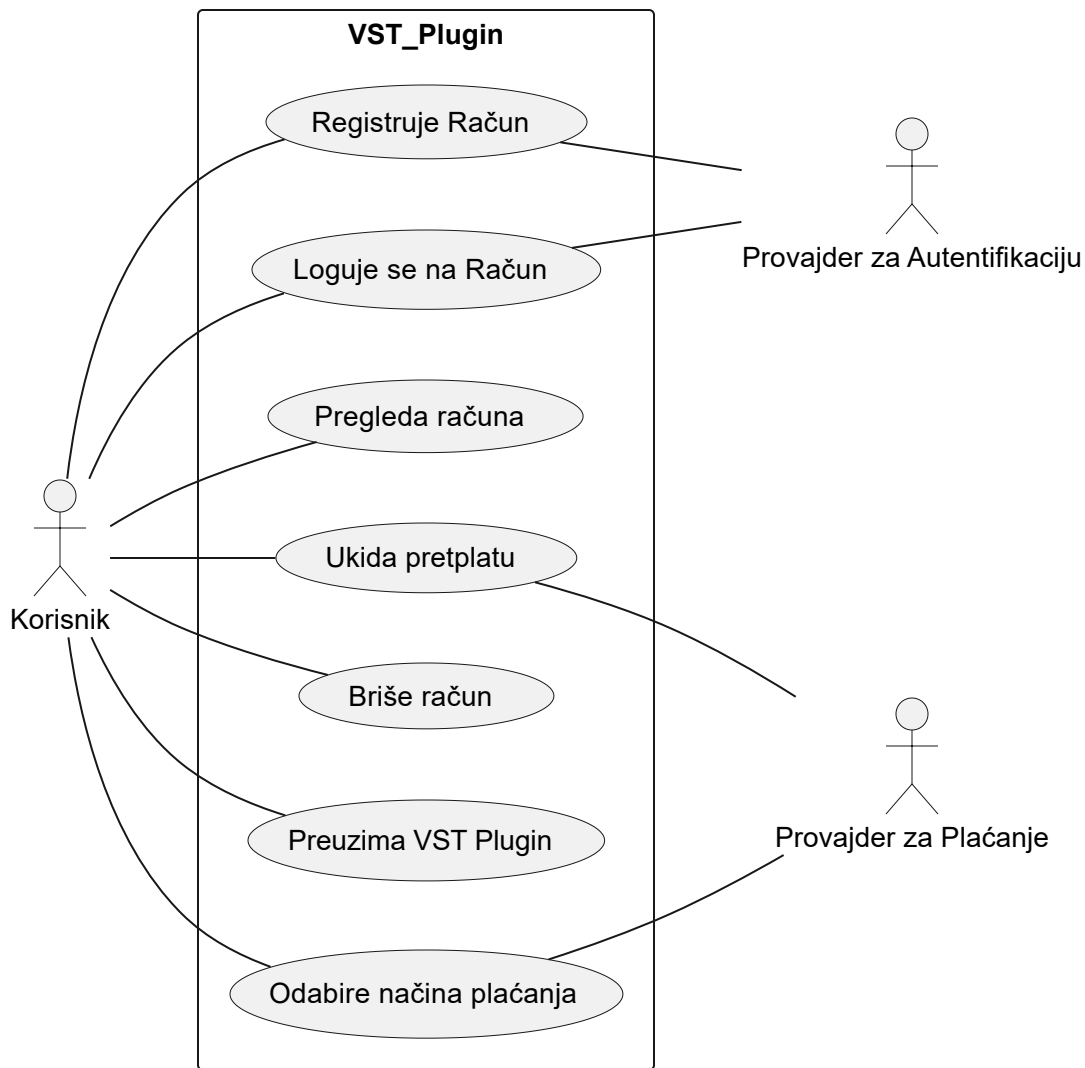 VST_Plugin
Registruje Račun
Provajder za Autentifikaciju
Loguje se na Račun
Pregleda računa
Ukida pretplatu
Korisnik
Briše račun
Provajder za Plaćanje
Preuzima VST Plugin
Odabire načina plaćanja